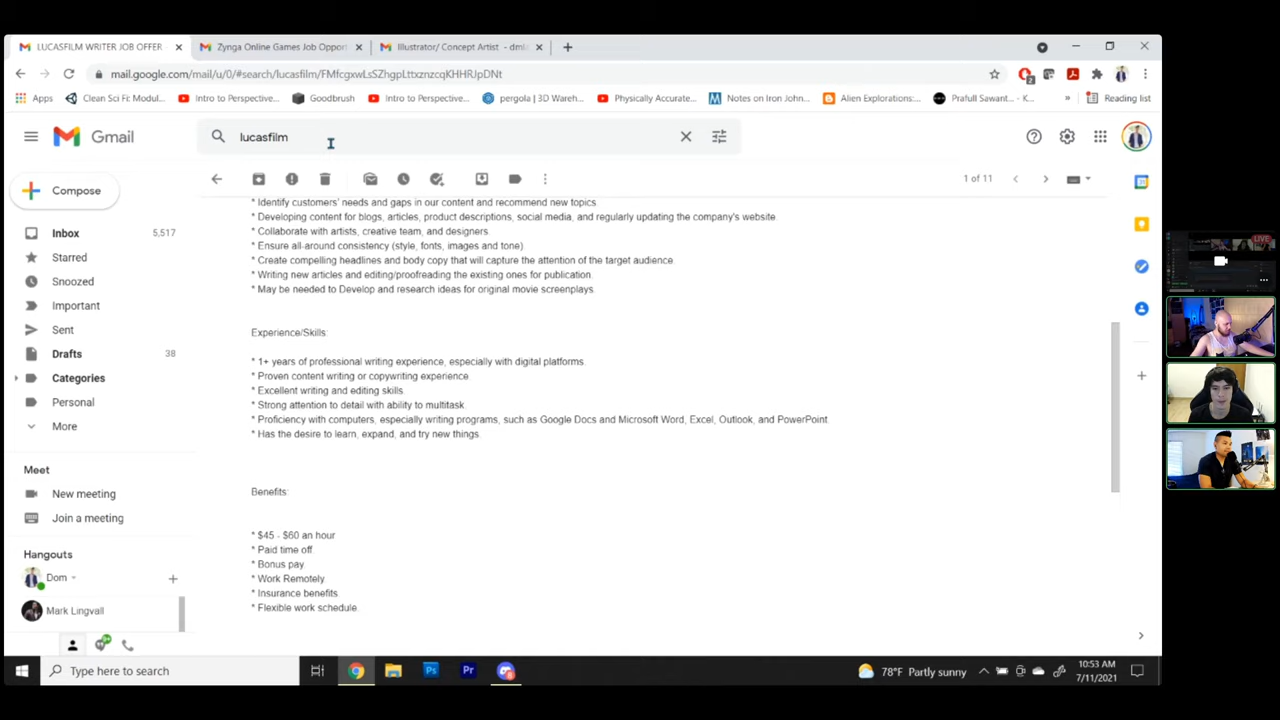 LUCASFILM WRITER JOB OFFER
Zynga Online Games Job Opport
Illustrator/ Concept Artist - dmla
mail.google.com/mail/u/0/#search/lucasfilm/FMfcgxwLsSZhgpLttxznzcqKHHRJpDNt
Apps
Clean Sci Fi: Modul...
Intro to Perspective...
Goodbrush
Intro to Perspective...
pergola | 3D Wareh...
Physically Accurate...
Notes on Iron John...
Alien Explorations:...
Prafull Sawant - K...
»
Reading list
Gmail
lucasfilm
Compose
1 of 11
Inbox 5,517
Starred
Snoozed
Important
Sent
Drafts 38
Categories
Personal
More
Meet
New meeting
Join a meeting
Hangouts
Dom
Mark Lingvall
* Identify customers' needs and gaps in our content and recommend new topics.
* Developing content for blogs, articles, product descriptions, social media, and regularly updating the company's website.
* Collaborate with artists, creative team, and designers.
* Ensure all-around consistency (style, fonts, images and tone).
* Create compelling headlines and body copy that will capture the attention of the target audience.
* Writing new articles and editing/proofreading the existing ones for publication.
* May be needed to Develop and research ideas for original movie screenplays.
Experience/Skills:
* 1+ years of professional writing experience, especially with digital platforms.
* Proven content writing or copywriting experience
* Excellent writing and editing skills.
* Strong attention to detail with ability to multitask
* Proficiency with computers, especially writing programs, such as Google Docs and Microsoft Word, Excel, Outlook, and PowerPoint
* Has the desire to learn, expand, and try new things.
Benefits:
* $45 - $60 an hour
* Paid time off
* Bonus pay.
* Work Remotely
* Insurance benefits.
* Flexible work schedule.
LIVE
Type here to search
Ps
Pr
78°F Partly sunny
10:53 AM
7/11/2021